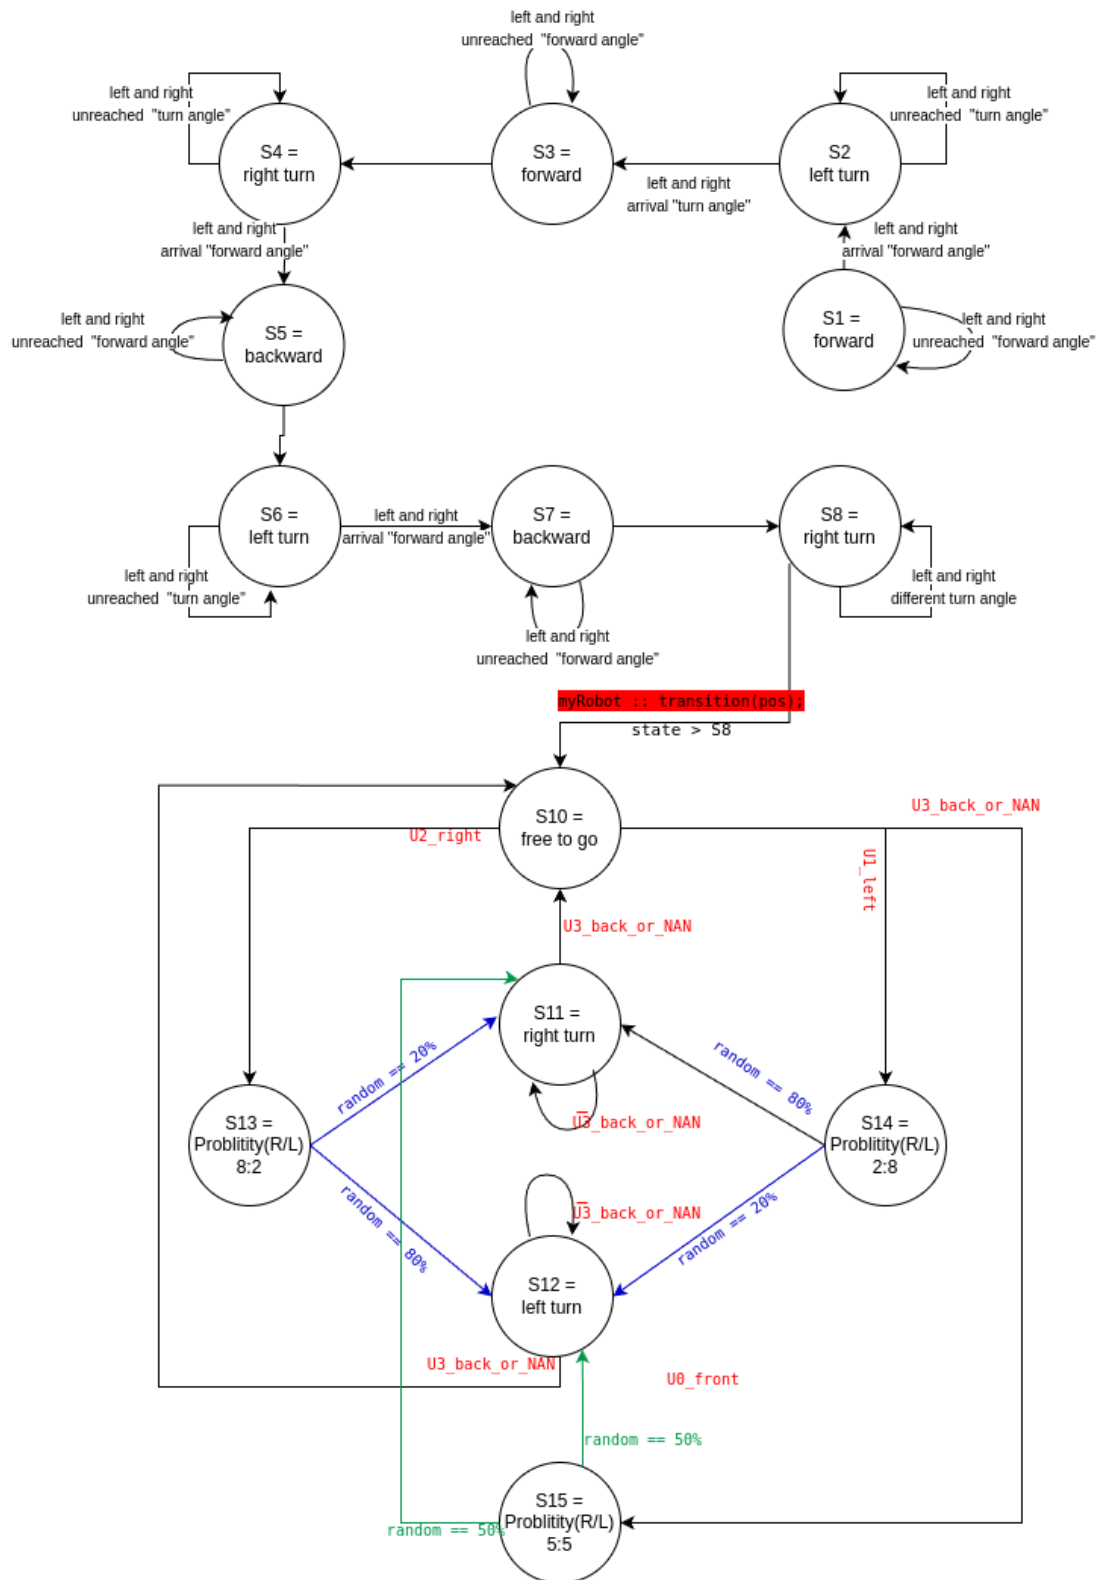 left and right
unreached "forward angle"
left and right
unreached "turn angle"
left and right
unreached "turn angle"
S4 =
right turn
S3 =
forward
S2
left turn
left and right
arrival "turn angle"
left and right
arrival "forward angle"
left and right
arrival "forward angle"
left and right
unreached "forward angle"
S5 =
backward
S1 =
forward
left and right
unreached "forward angle"
S6 =
left turn
left and right
arrival "forward angle"
S7 =
backward
S8 =
right turn
left and right
unreached "turn angle"
left and right
different turn angle
left and right
unreached "forward angle"
myRobot :: transition(pos);
state > S8
S10 =
free to go
U3_back_or_NAN
U2_right
U1_left
U3_back_or_NAN
S11 =
right turn
random == 20%
random == 80%
U̅3_back_or_NAN
S13 =
Problitity(R/L)
8:2
S14 =
Problitity(R/L)
2:8
random == 80%
random == 20%
U̅3_back_or_NAN
S12 =
left turn
U3_back_or_NAN
U0_front
random == 50%
S15 =
Problitity(R/L)
5:5
random == 50%